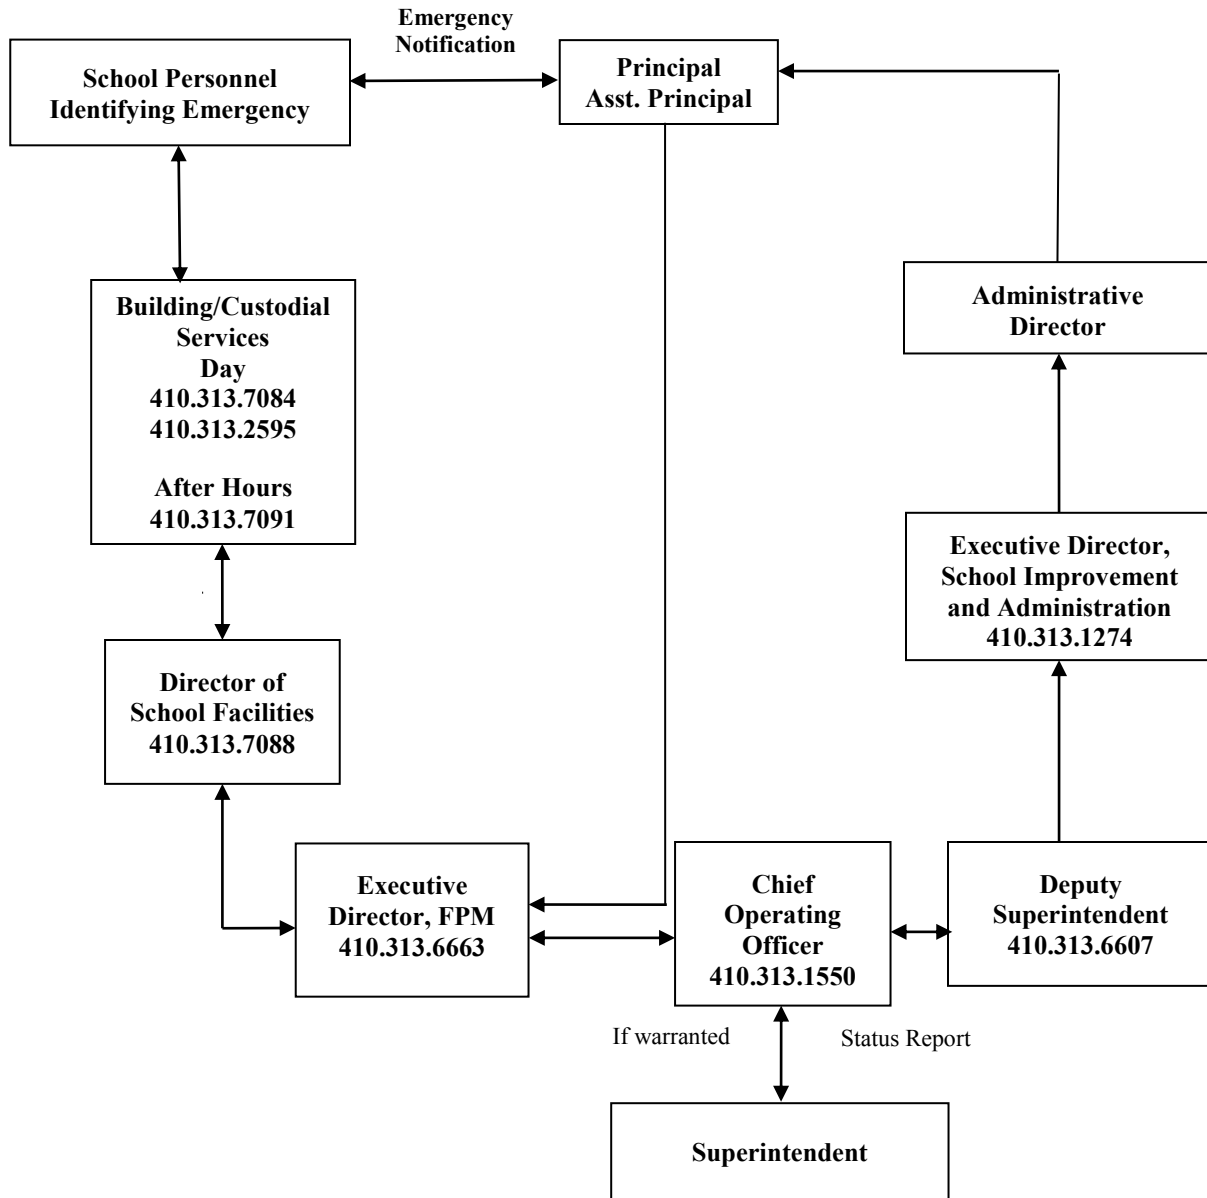 Emergency
Notification
School Personnel
Identifying Emergency
Principal
Asst. Principal
Building/Custodial
Services
Day
410.313.7084
410.313.2595
After Hours
410.313.7091
Administrative
Director
Executive Director,
School Improvement
and Administration
410.313.1274
Director of
School Facilities
410.313.7088
Executive
Director, FPM
410.313.6663
Chief
Operating
Officer
410.313.1550
Deputy
Superintendent
410.313.6607
If warranted
Status Report
Superintendent